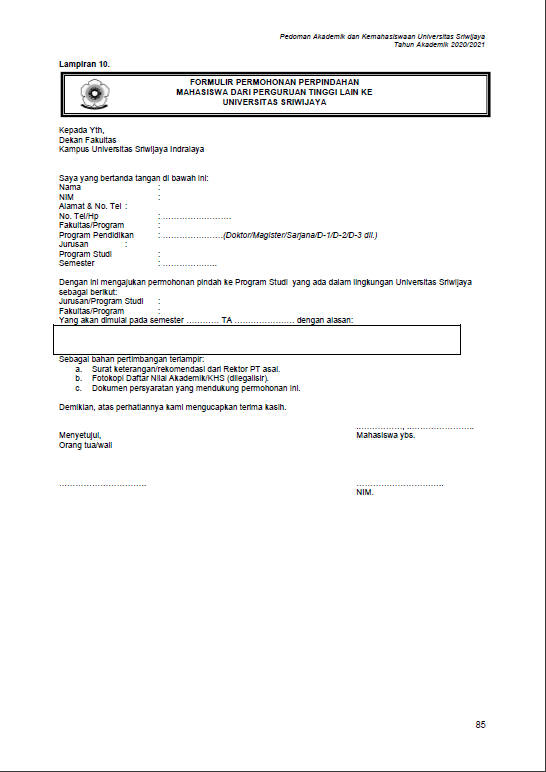 Pedoman Akademik dan Kemahasiswaan Universitas Sriwijaya
Tahun Akademik 2020/2021
Lampiran 10.
FORMULIR PERMOHONAN PERPINDAHAN
MAHASISWA DARI PERGURUAN TINGGI LAIN KE
UNIVERSITAS SRIWIJAYA
Kepada Yth,
Dekan Fakultas
Kampus Universitas Sriwijaya Indralaya
Saya yang bertanda tangan di bawah ini:
Nama :
NIM :
Alamat & No. Tel :
No. Tel/Hp : …………………….
Fakultas/Program :
Program Pendidikan : ………………….(Doktor/Magister/Sarjana/D-1/D-2/D-3 dll.)
Jurusan :
Program Studi :
Semester : ………………..
Dengan ini mengajukan permohonan pindah ke Program Studi yang ada dalam lingkungan Universitas Sriwijaya
sebagai berikut:
Jurusan/Program Studi :
Fakultas/Program :
Yang akan dimulai pada semester ………… TA …………………. dengan alasan:
Sebagai bahan pertimbangan terlampir:
a. Surat keterangan/rekomendasi dari Rektor PT asal.
b. Fotokopi Daftar Nilai Akademik/KHS (dilegalisir).
c. Dokumen persyaratan yang mendukung permohonan ini.
Demikian, atas perhatiannya kami mengucapkan terima kasih.
……………., ……………………..
Menyetujui, Mahasiswa ybs.
Orang tua/wali
………………………….. …………………………..
NIM.
85